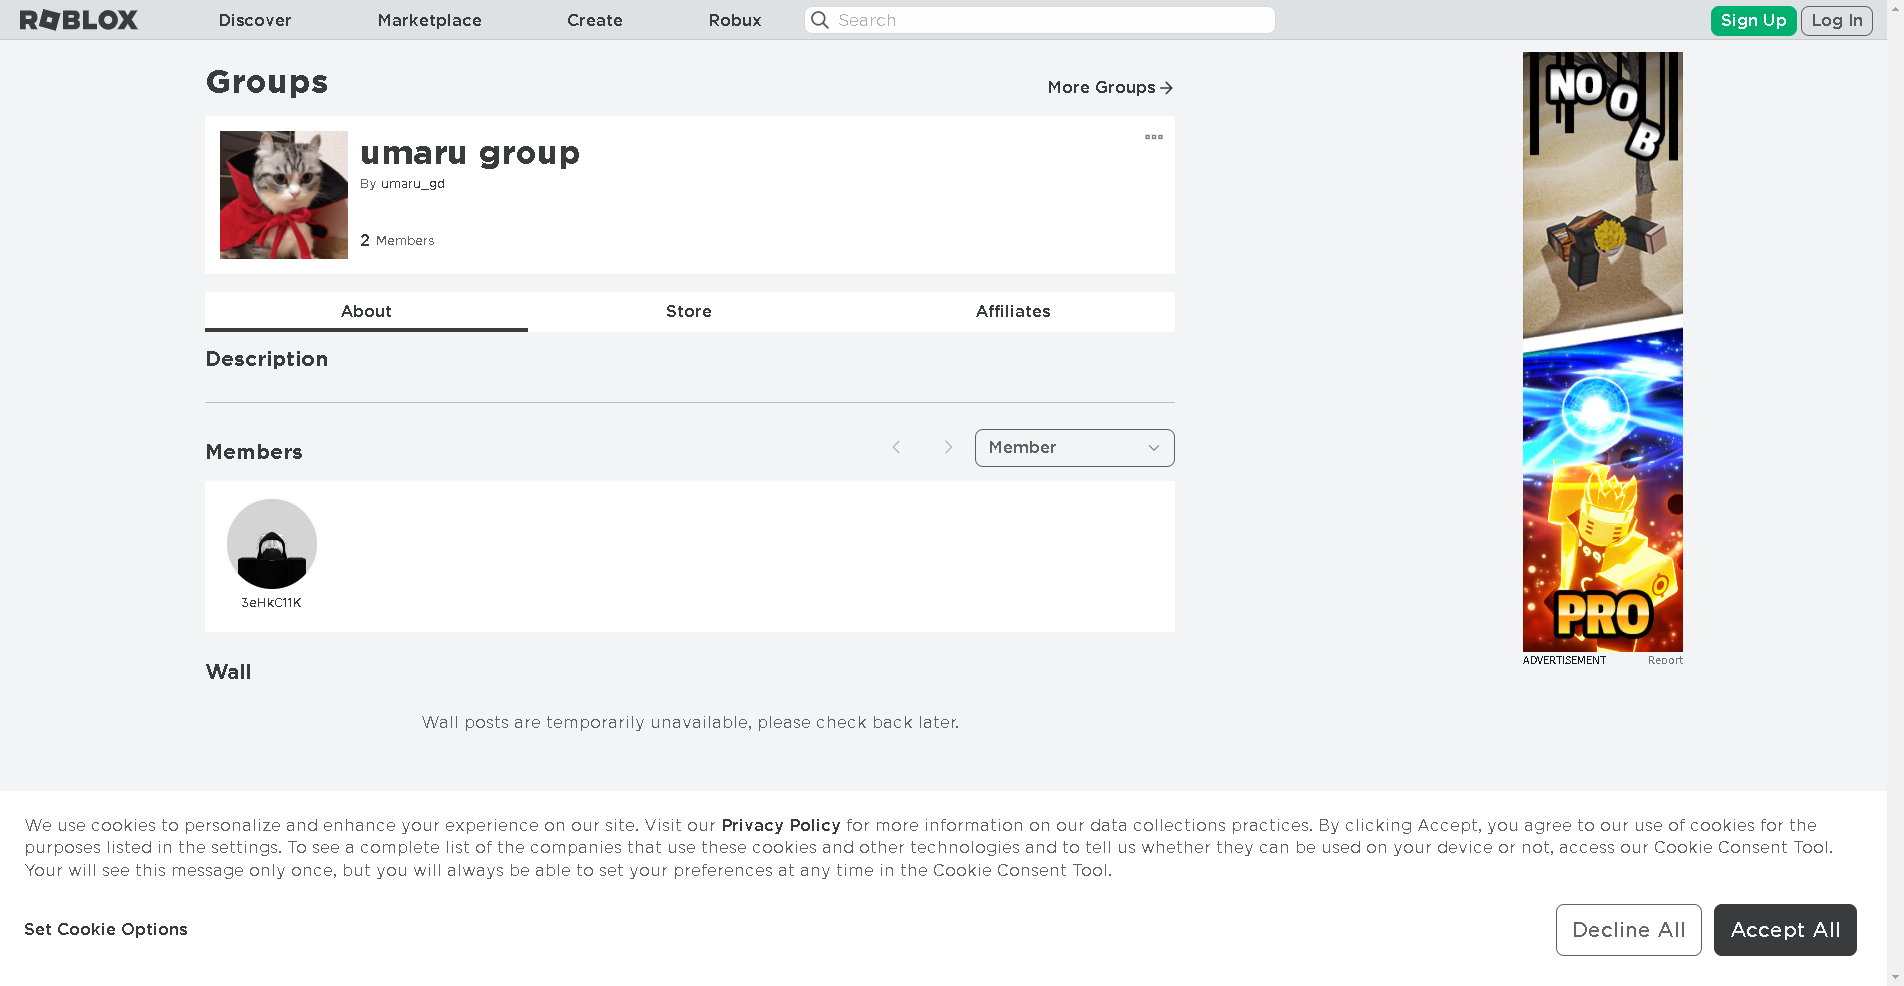 ROBLOX
Discover
Marketplace
Create
Robux
Search
Sign Up
Log In
Groups
More Groups
umaru group
By umaru_gd
2 Members
About
Store
Affiliates
Description
Members
Member
3eHkC11K
Wall
Wall posts are temporarily unavailable, please check back later.
NOOB
PRO
ADVERTISEMENT
Report
We use cookies to personalize and enhance your experience on our site. Visit our Privacy Policy for more information on our data collections practices. By clicking Accept, you agree to our use of cookies for the
purposes listed in the settings. To see a complete list of the companies that use these cookies and other technologies and to tell us whether they can be used on your device or not, access our Cookie Consent Tool.
Your will see this message only once, but you will always be able to set your preferences at any time in the Cookie Consent Tool.
Set Cookie Options
Decline All
Accept All